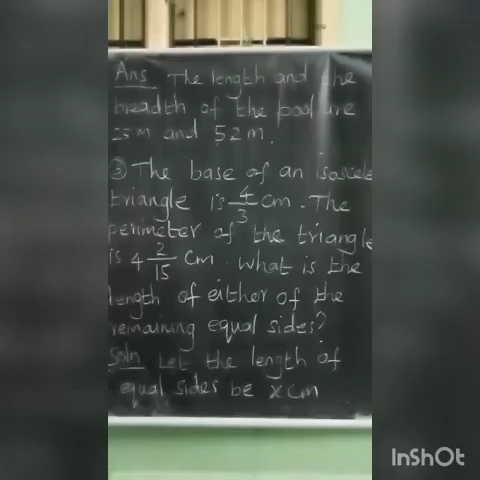 Ans The length and the
breadth of the pool are
25 M and 52 m.
③ The base of an isoscele
triangle is 4/3 cm. The
perimeter of the triangle
is 4 2/15 cm. What is the
length of either of the
remaining equal sides?
Soln Let the length of
equal sides be x cm
InShOt